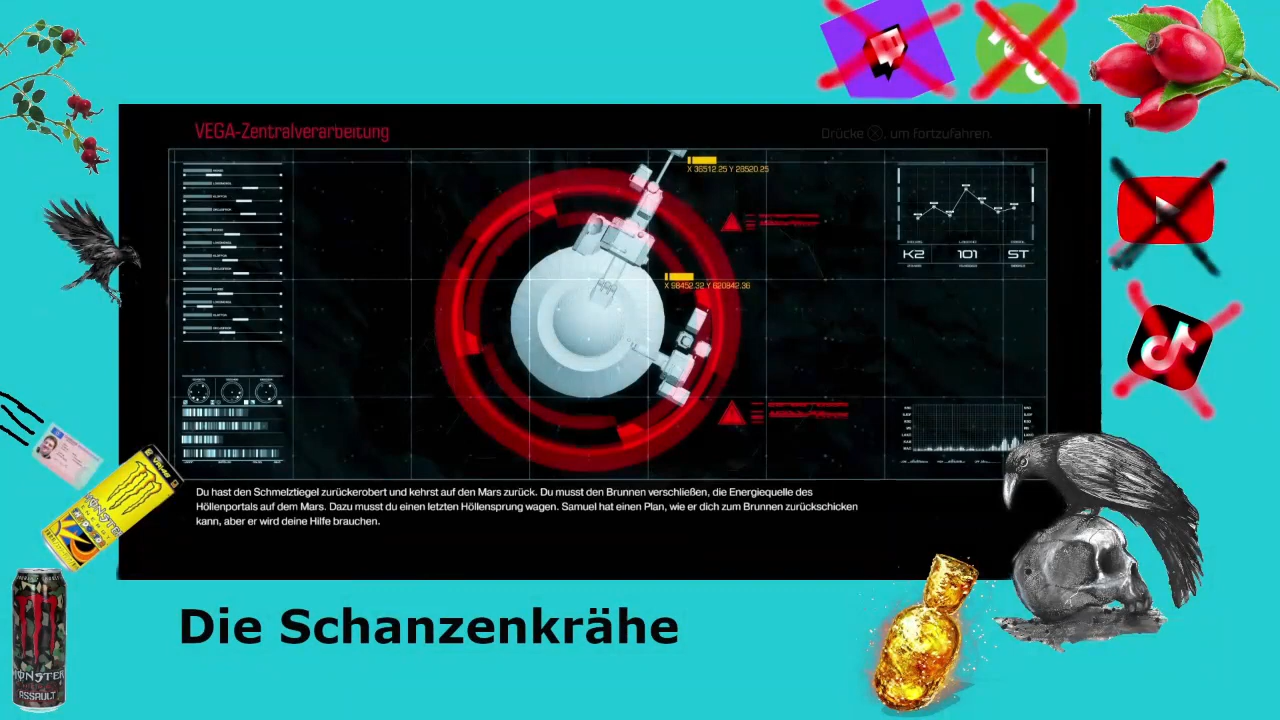 VEGA-Zentralverarbeitung
Drücke ⓧ, um fortzufahren.
X 36512.25 Y 28520.25
X 98452.32 Y 620842.36
K2 101 ST
Du hast den Schmelztiegel zurückerobert und kehrst auf den Mars zurück. Du musst den Brunnen verschließen, die Energiequelle des
Höllenportals auf dem Mars. Dazu musst du einen letzten Höllensprung wagen. Samuel hat einen Plan, wie er dich zum Brunnen zurückschicken
kann, aber er wird deine Hilfe brauchen.
MONSTER
ASSAULT
Die Schanzenkrähe